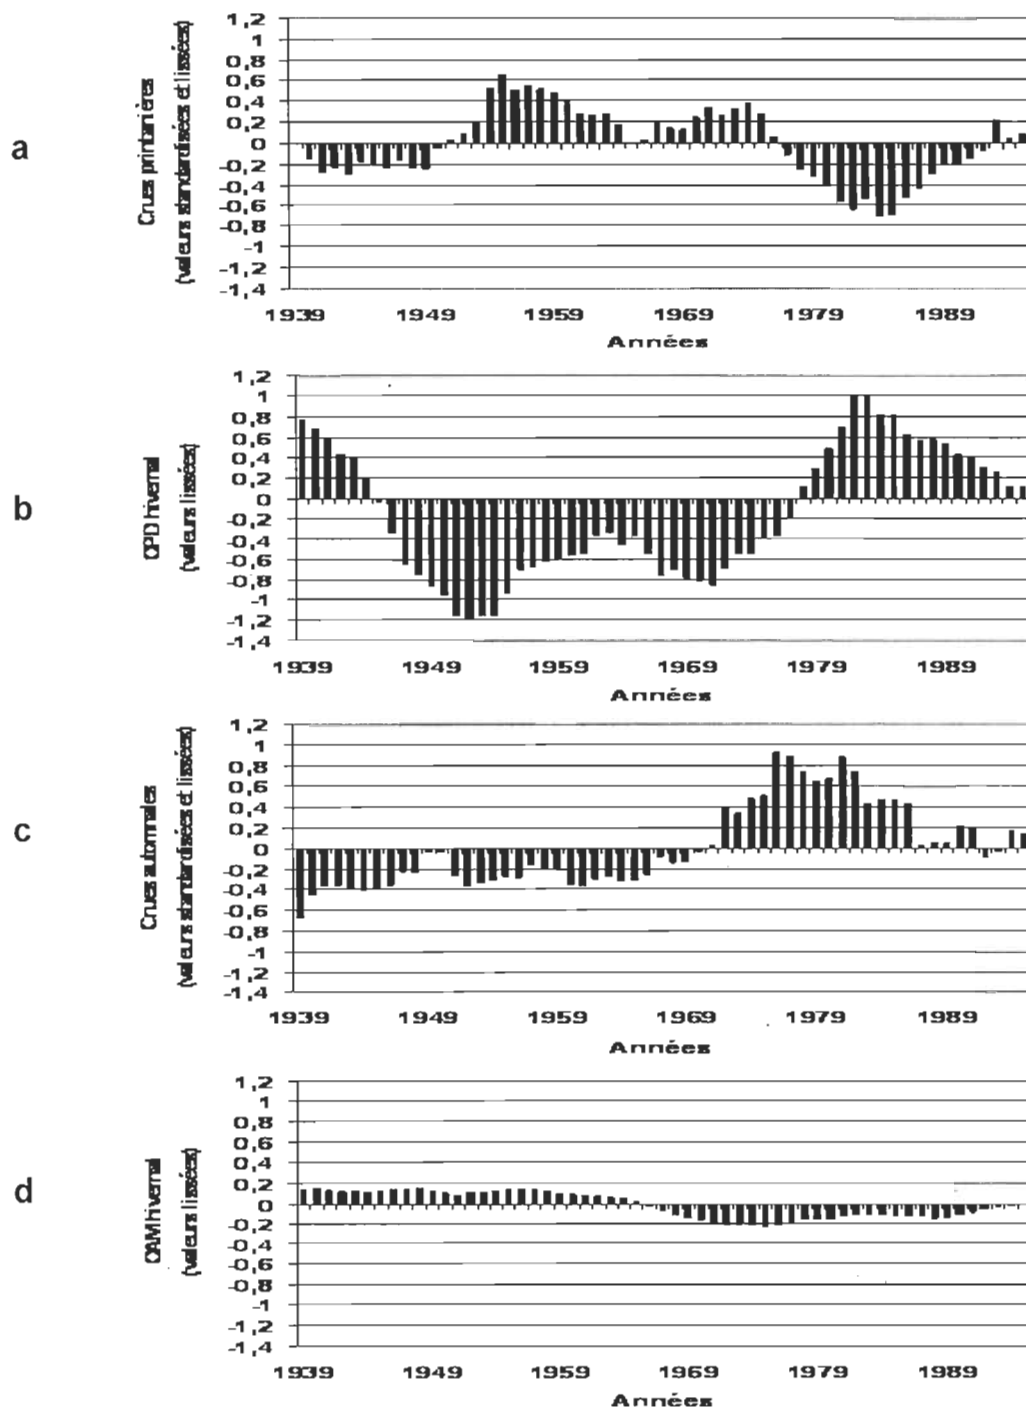 a
Crues printanières
(valeurs standardisées et lissées)
1,2
1
0,8
0,6
0,4
0,2
0
-0,2
-0,4
-0,6
-0,8
-1
-1,2
-1,4
1939 1949 1959 1969 1979 1989
Années
b
OPD hivernal
(valeurs lissées)
1,2
1
0,8
0,6
0,4
0,2
0
-0,2
-0,4
-0,6
-0,8
-1
-1,2
-1,4
1939 1949 1959 1969 1979 1989
Années
c
Crues automnales
(valeurs standardisées et lissées)
1,2
1
0,8
0,6
0,4
0,2
0
-0,2
-0,4
-0,6
-0,8
-1
-1,2
-1,4
1939 1949 1959 1969 1979 1989
Années
d
OAM hivernal
(valeurs lissées)
1,2
1
0,8
0,6
0,4
0,2
0
-0,2
-0,4
-0,6
-0,8
-1
-1,2
-1,4
1939 1949 1959 1969 1979 1989
Années